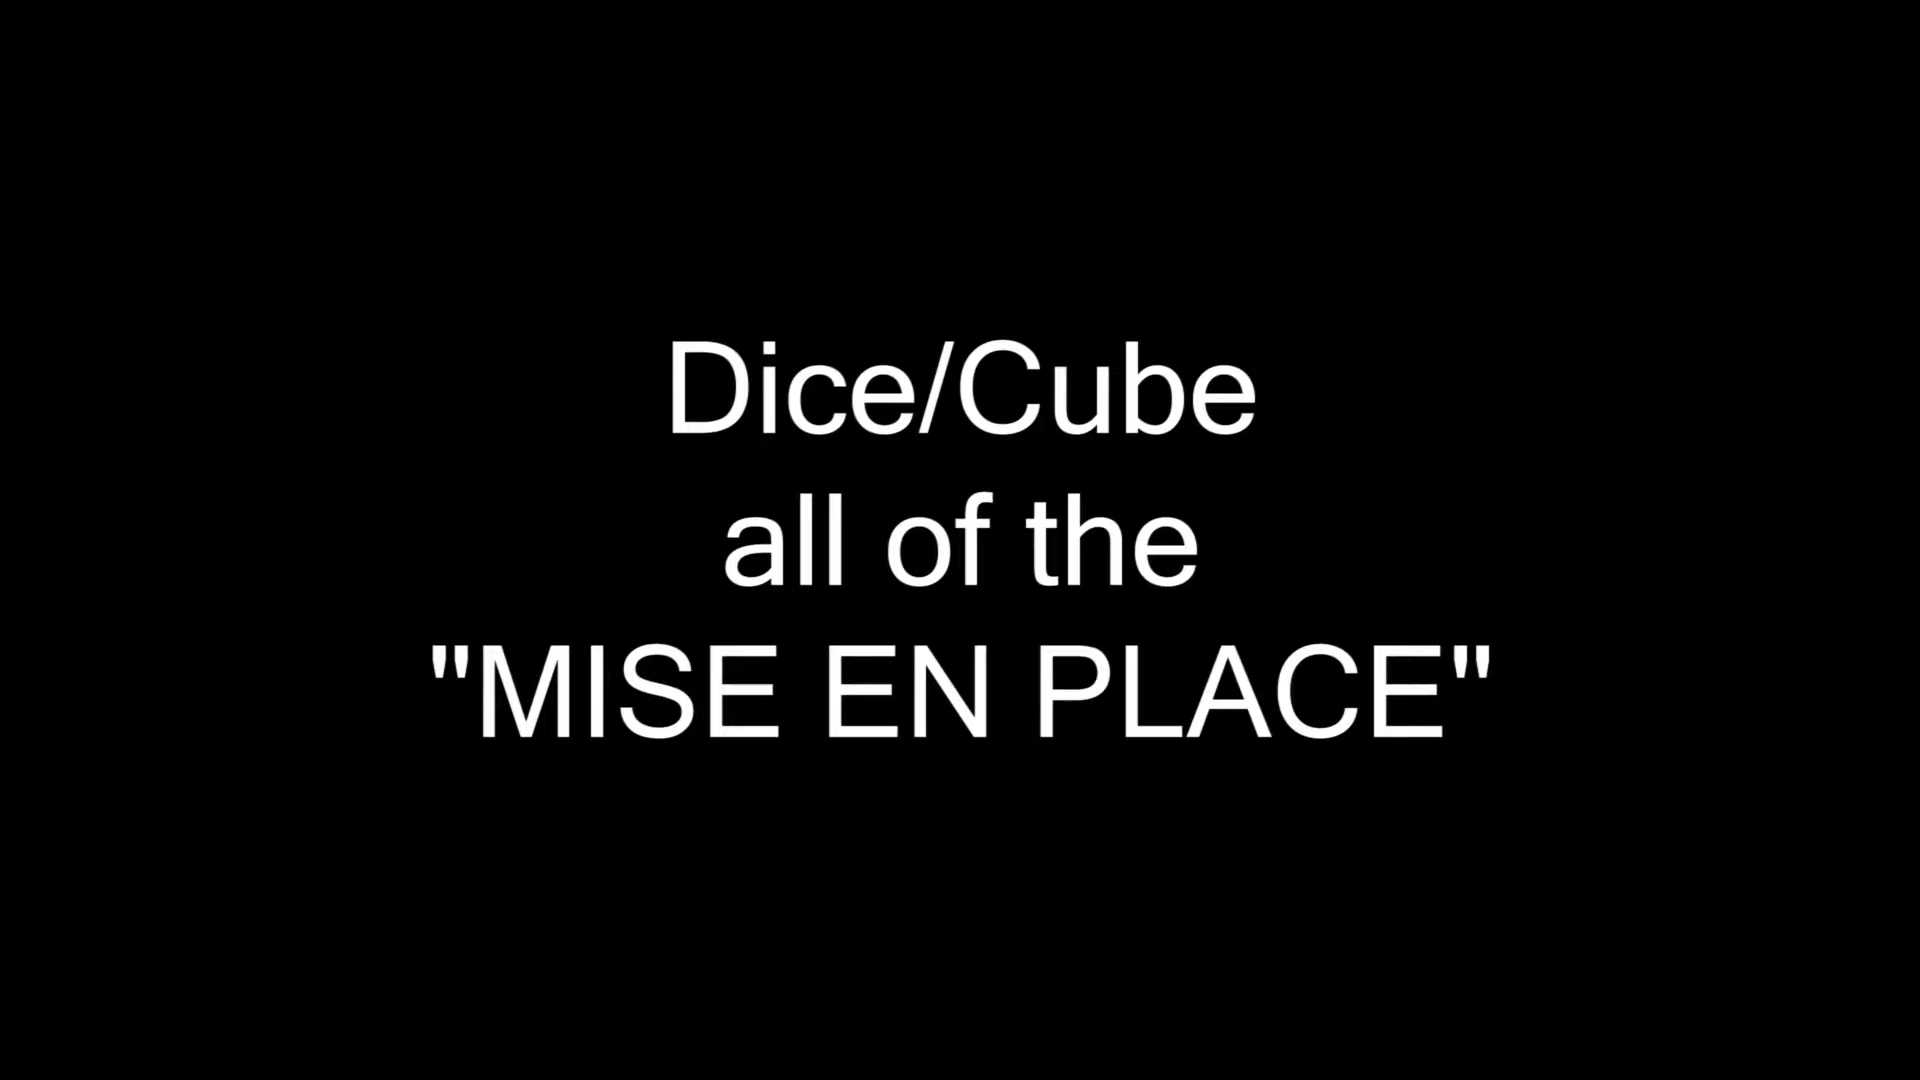 Dice/Cube
all of the
"MISE EN PLACE"